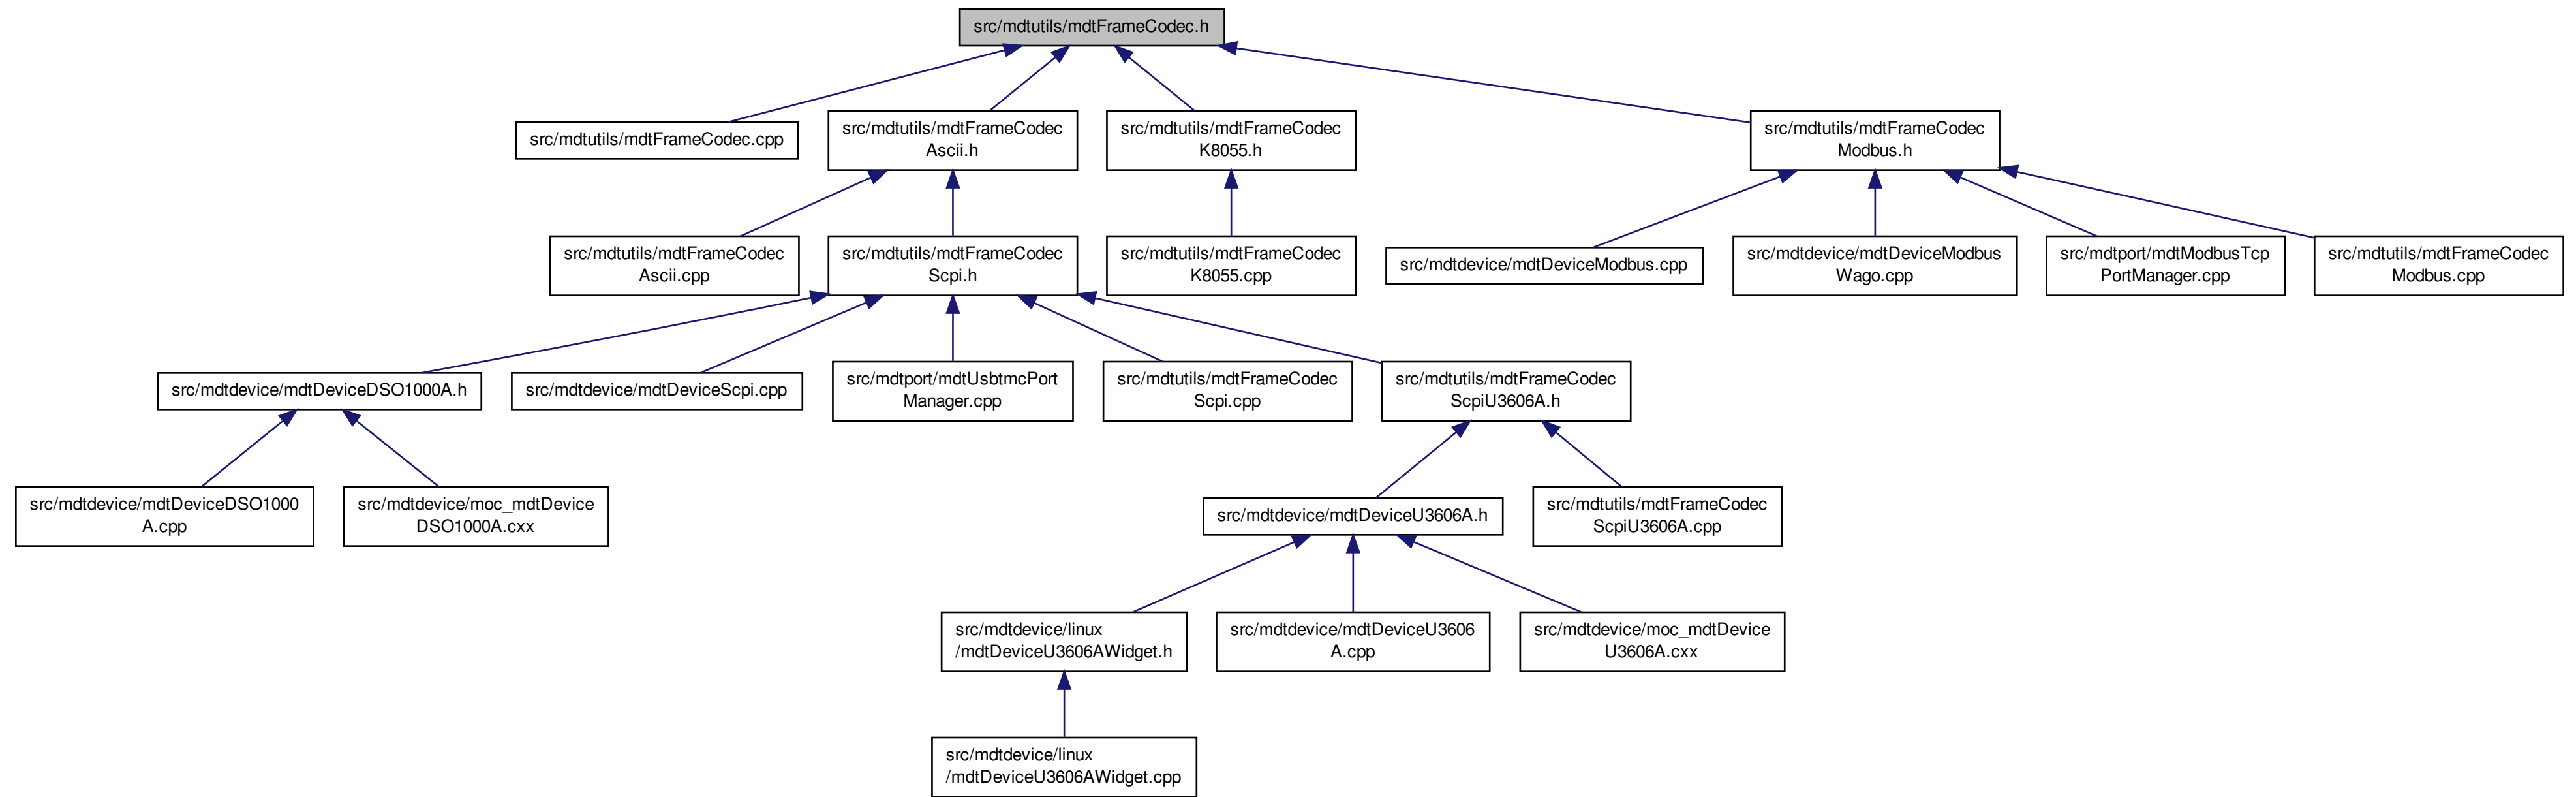 src/mdtutils/mdtFrameCodec.h
src/mdtutils/mdtFrameCodec.cpp
src/mdtutils/mdtFrameCodec
Ascii.h
src/mdtutils/mdtFrameCodec
K8055.h
src/mdtutils/mdtFrameCodec
Modbus.h
src/mdtutils/mdtFrameCodec
Ascii.cpp
src/mdtutils/mdtFrameCodec
Scpi.h
src/mdtutils/mdtFrameCodec
K8055.cpp
src/mdtdevice/mdtDeviceModbus.cpp
src/mdtdevice/mdtDeviceModbus
Wago.cpp
src/mdtport/mdtModbusTcp
PortManager.cpp
src/mdtutils/mdtFrameCodec
Modbus.cpp
src/mdtdevice/mdtDeviceDSO1000A.h
src/mdtdevice/mdtDeviceScpi.cpp
src/mdtport/mdtUsbtmcPort
Manager.cpp
src/mdtutils/mdtFrameCodec
Scpi.cpp
src/mdtutils/mdtFrameCodec
ScpiU3606A.h
src/mdtdevice/mdtDeviceDSO1000
A.cpp
src/mdtdevice/moc_mdtDevice
DSO1000A.cxx
src/mdtdevice/mdtDeviceU3606A.h
src/mdtutils/mdtFrameCodec
ScpiU3606A.cpp
src/mdtdevice/linux
/mdtDeviceU3606AWidget.h
src/mdtdevice/mdtDeviceU3606
A.cpp
src/mdtdevice/moc_mdtDevice
U3606A.cxx
src/mdtdevice/linux
/mdtDeviceU3606AWidget.cpp